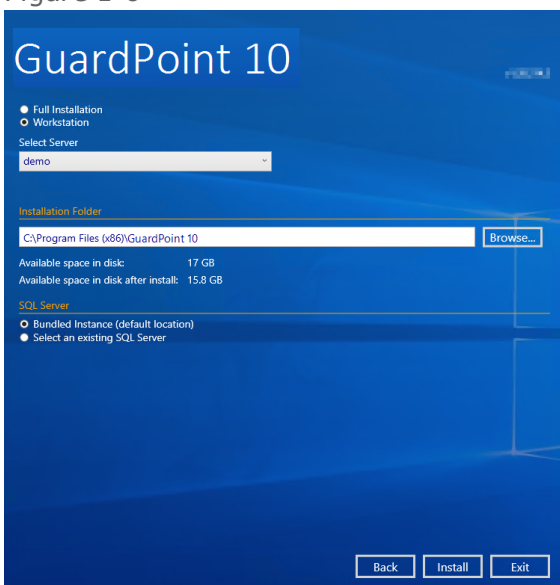 GuardPoint 10
Full Installation
Workstation
Select Server
demo
Installation Folder
C:\Program Files (x86)\GuardPoint 10
Browse...
Available space in disk: 17 GB
Available space in disk after install: 15.8 GB
SQL Server
Bundled Instance (default location)
Select an existing SQL Server
Back Install Exit